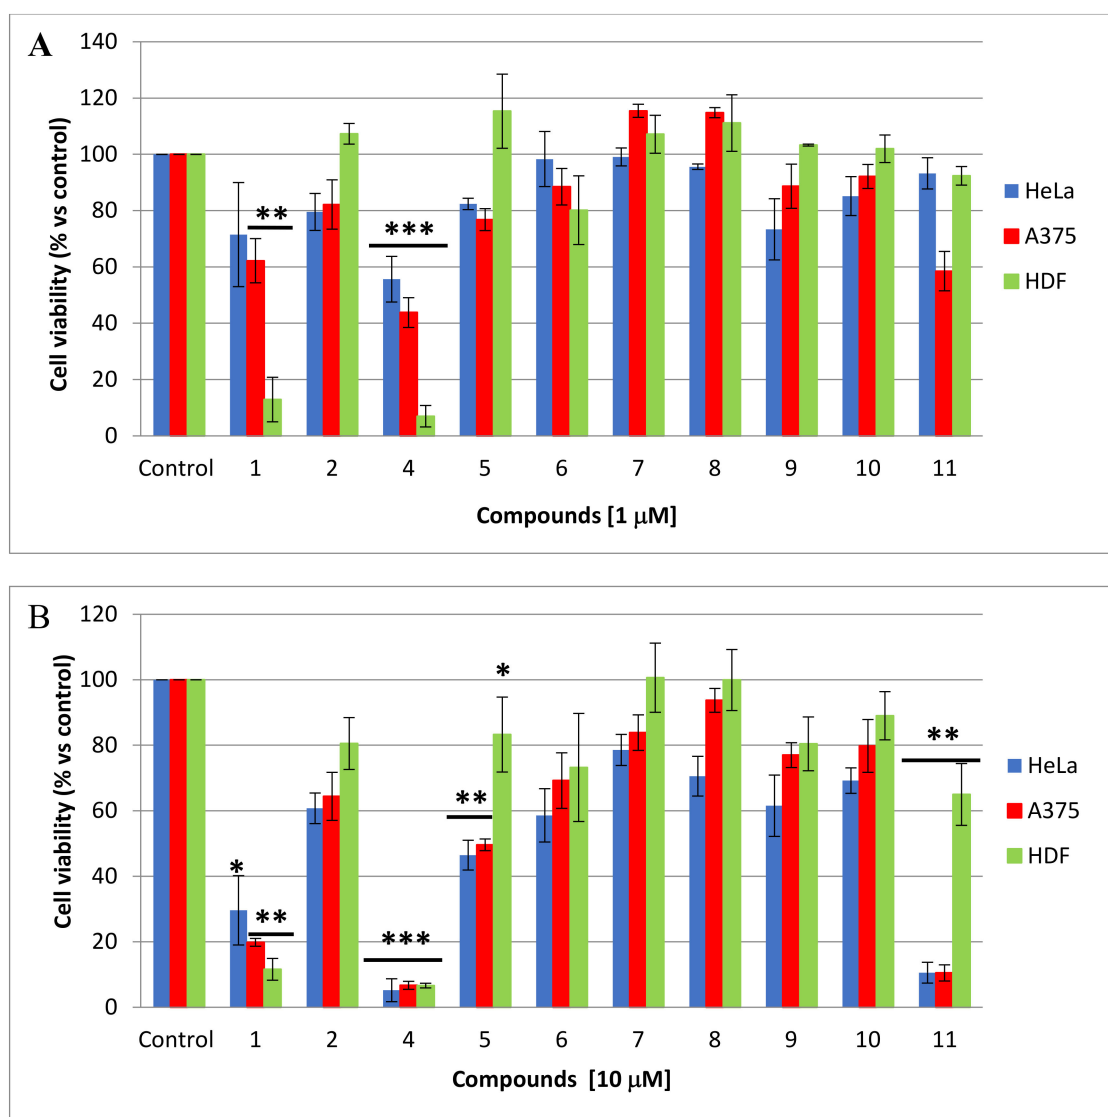 A
Cell viability (% vs control)
140
120
100
80
60
40
20
0
**
***
Control 1 2 4 5 6 7 8 9 10 11
Compounds [1 μM]
HeLa
A375
HDF
B
Cell viability (% vs control)
120
100
80
60
40
20
0
*
**
***
**
*
**
Control 1 2 4 5 6 7 8 9 10 11
Compounds [10 μM]
HeLa
A375
HDF